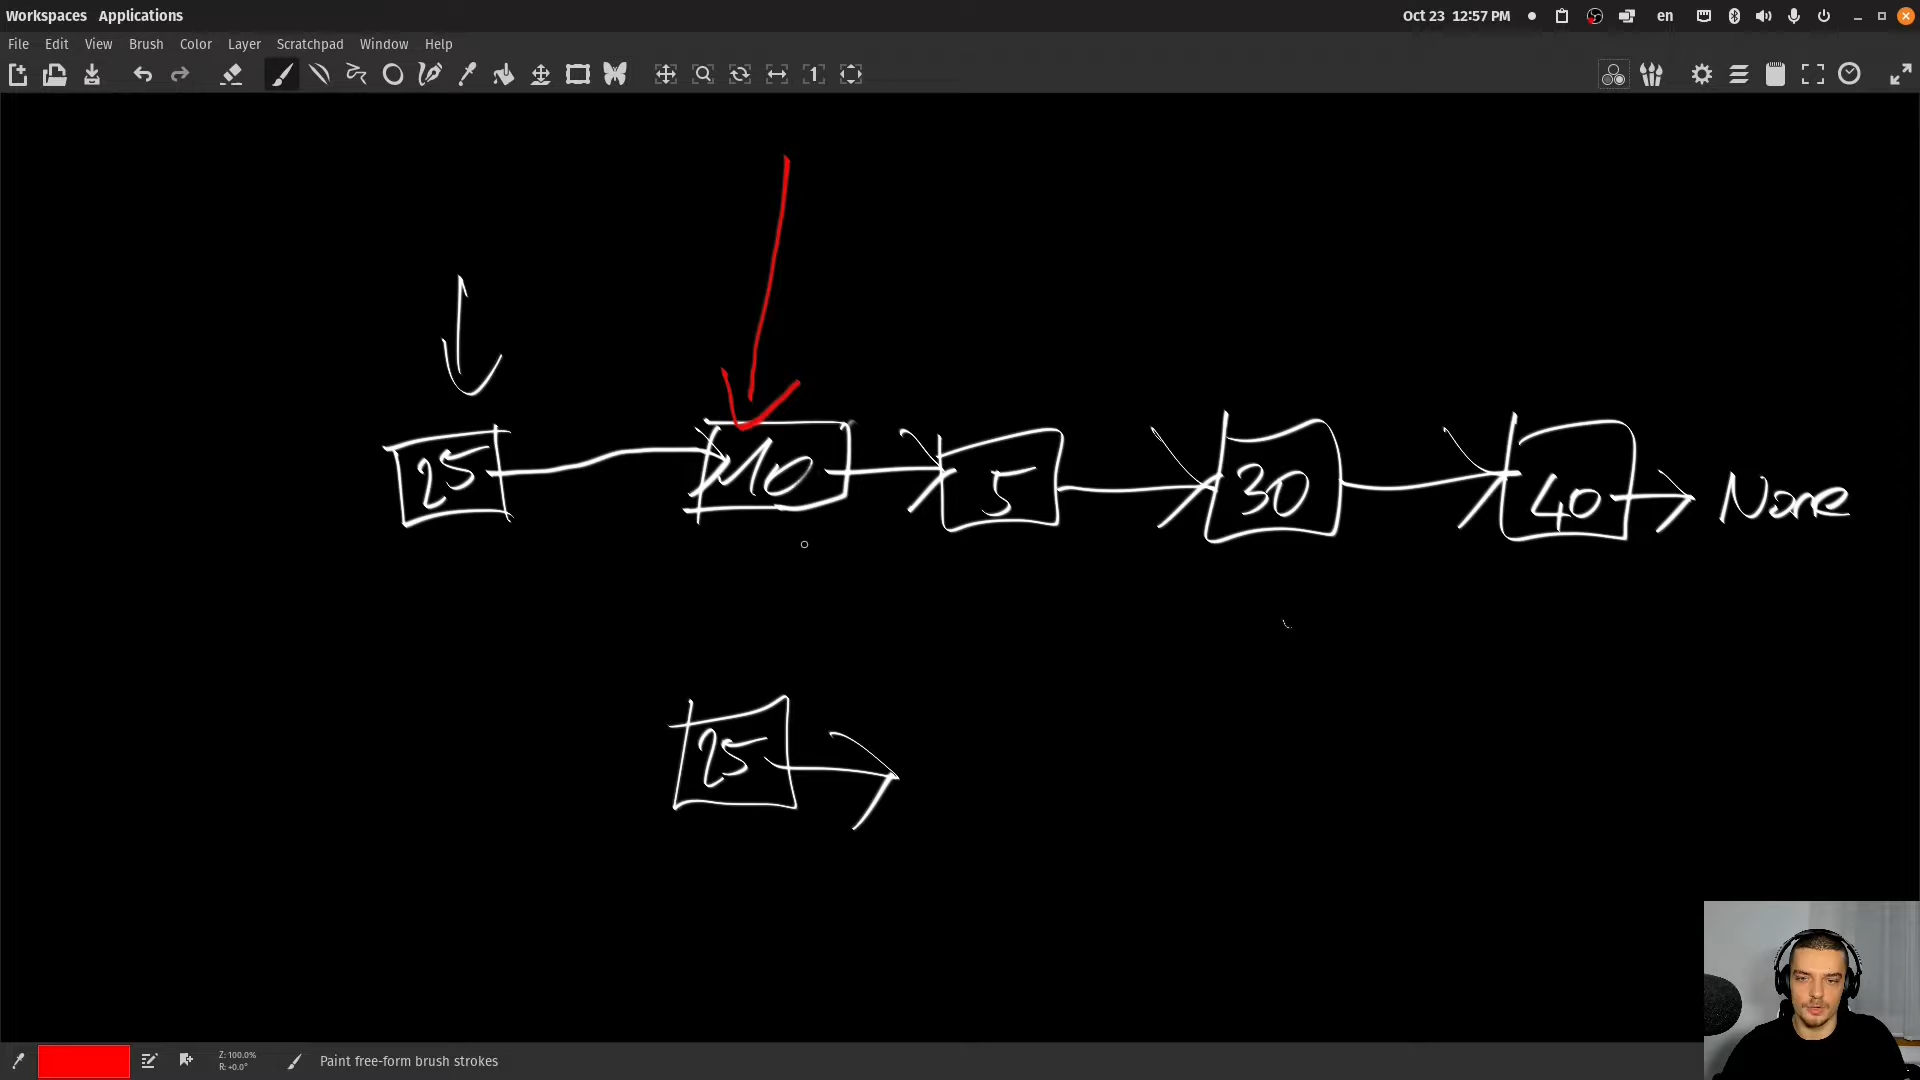 Workspaces Applications Oct 23 12:57 PM en
File Edit View Brush Color Layer Scratchpad Window Help
1
25 10 5 30 40 None
25
Z: 100.0%
R: +0.0°
Paint free-form brush strokes